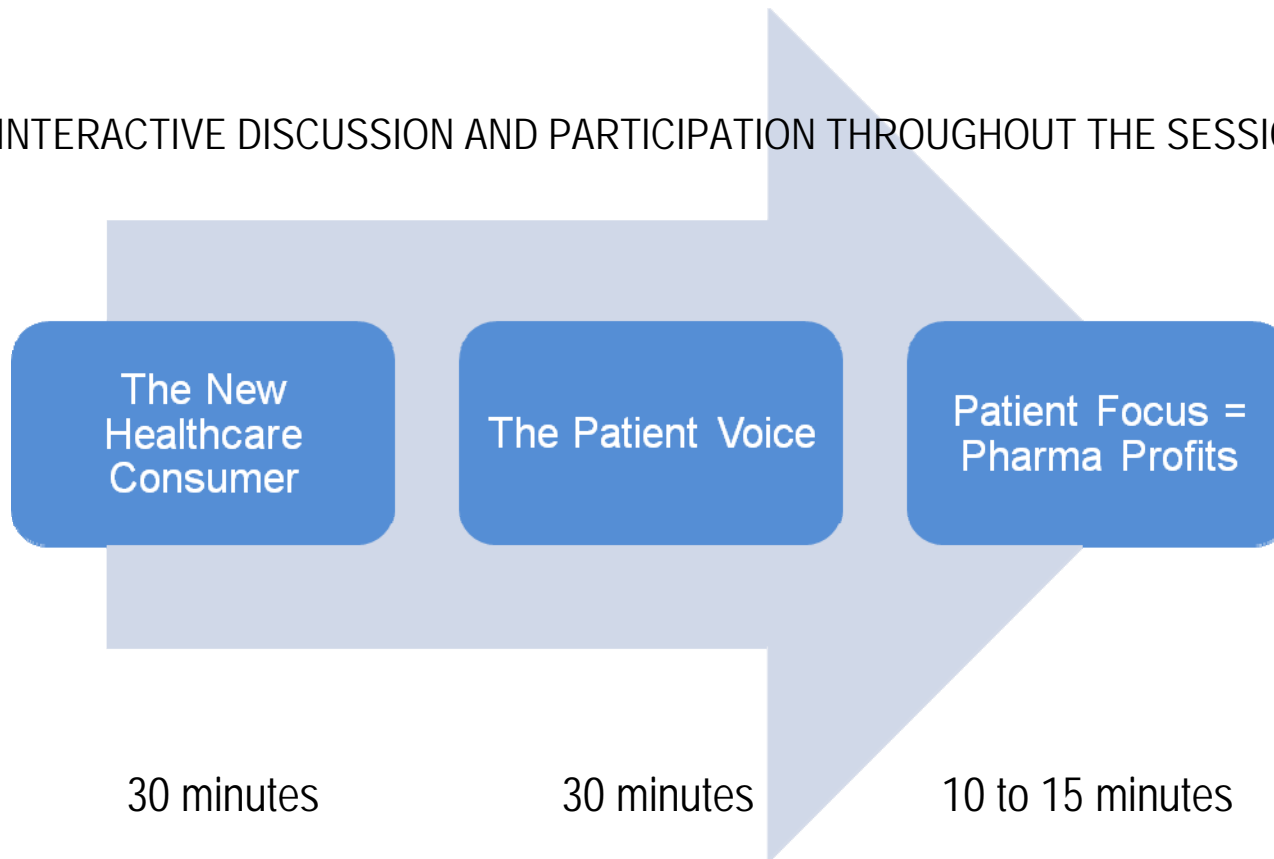 INTERACTIVE DISCUSSION AND PARTICIPATION THROUGHOUT THE
The New
Healthcare
Consumer
The Patient Voice
Patient Focus =
Pharma Profits
30 minutes
30 minutes
10 to 15 minutes